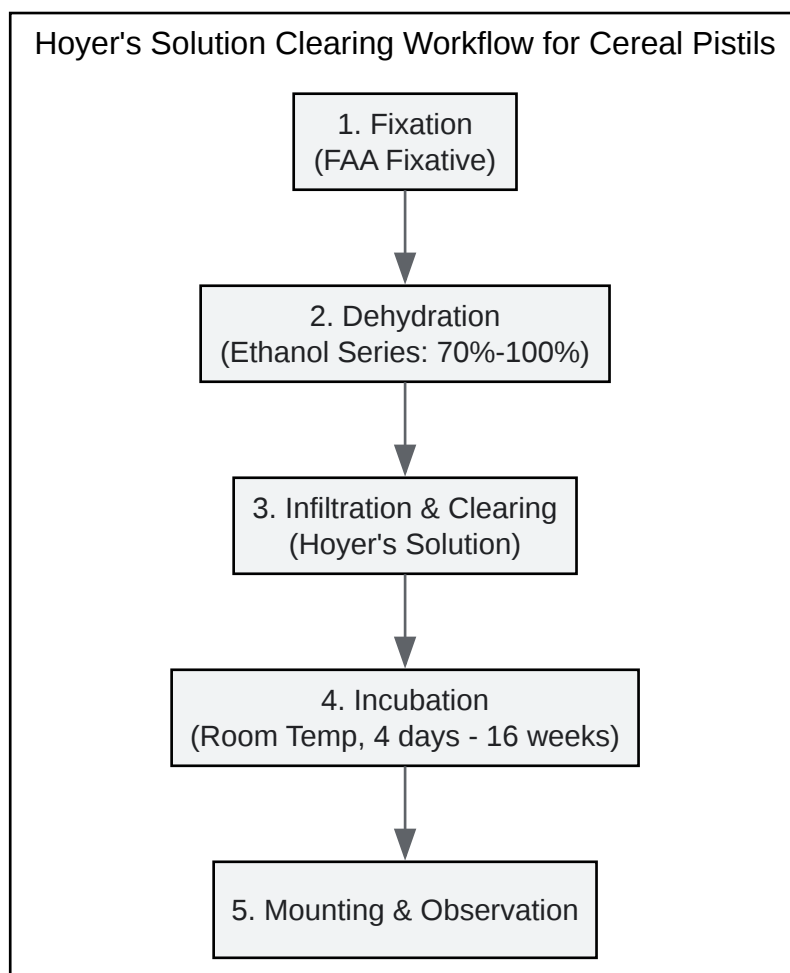 Hoyer's Solution Clearing Workflow for Cereal Pistils
1. Fixation
(FAA Fixative)
2. Dehydration
(Ethanol Series: 70%-100%)
3. Infiltration & Clearing
(Hoyer's Solution)
4. Incubation
(Room Temp, 4 days - 16 weeks)
5. Mounting & Observation